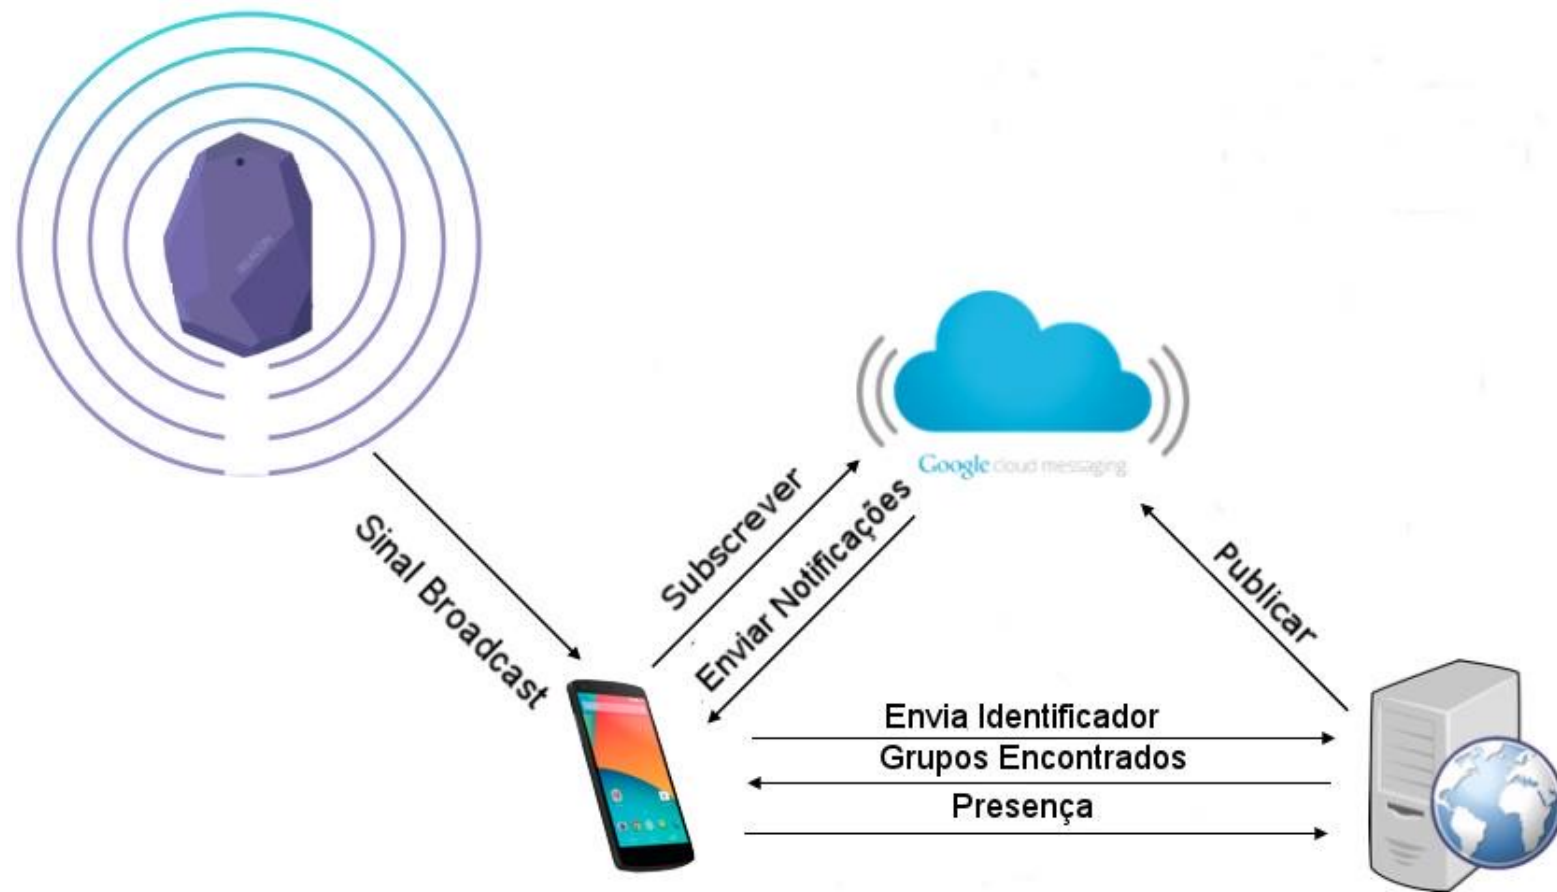 Google cloud messaging
Subscrever
Enviar Notificações
Publicar
Sinal Broadcast
Envia Identificador
Grupos Encontrados
Presença